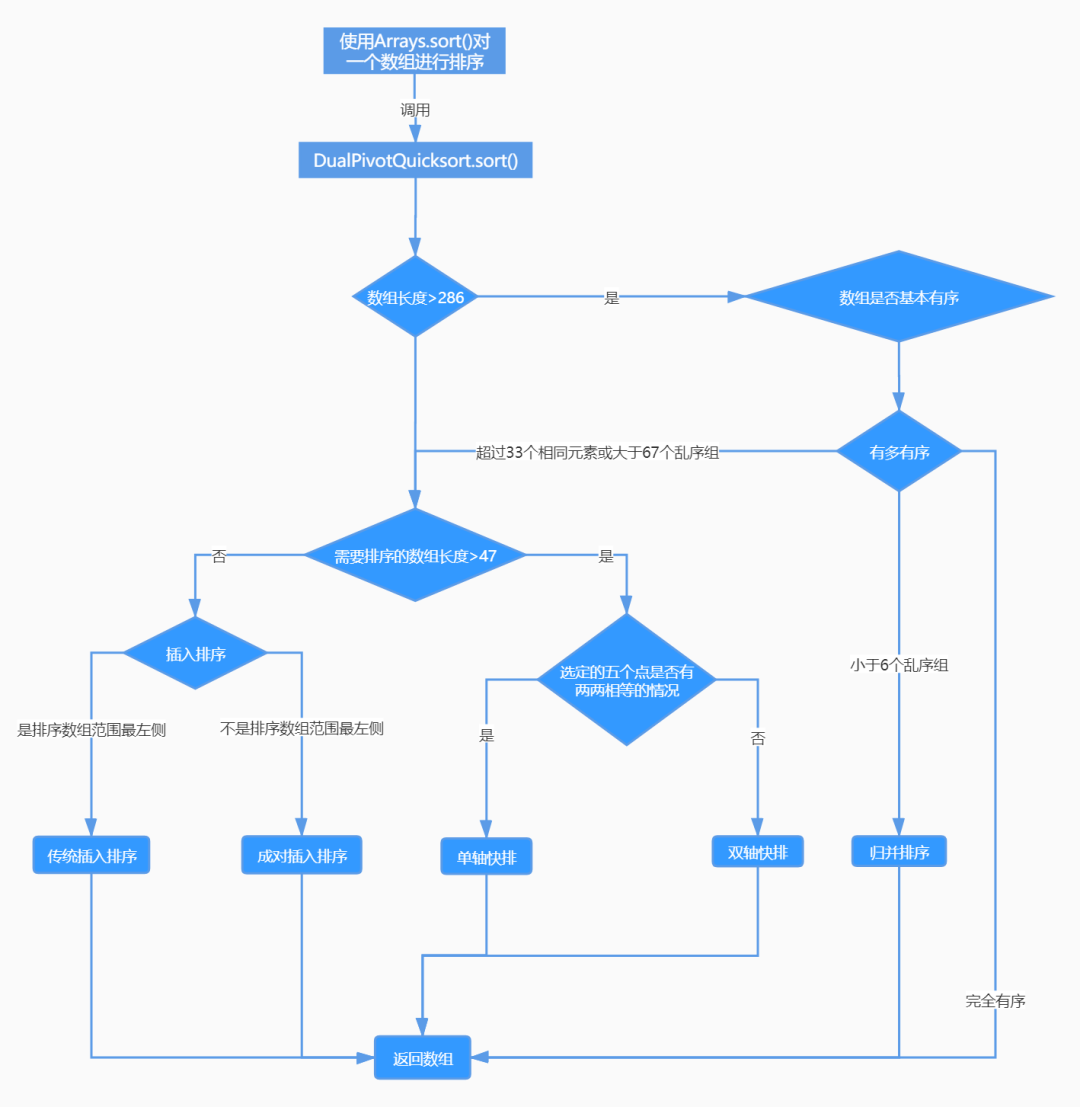 使用Arrays.sort()对
一个数组进行排序
调用
DualPivotQuicksort.sort()
数组长度>286
是
数组是否基本有序
超过33个相同元素或大于67个乱序组
有多有序
否
需要排序的数组长度>47
是
插入排序
小于6个乱序组
选定的五个点是否有
两两相等的情况
是排序数组范围最左侧
不是排序数组范围最左侧
是
否
传统插入排序
成对插入排序
单轴快排
双轴快排
归并排序
完全有序
返回数组